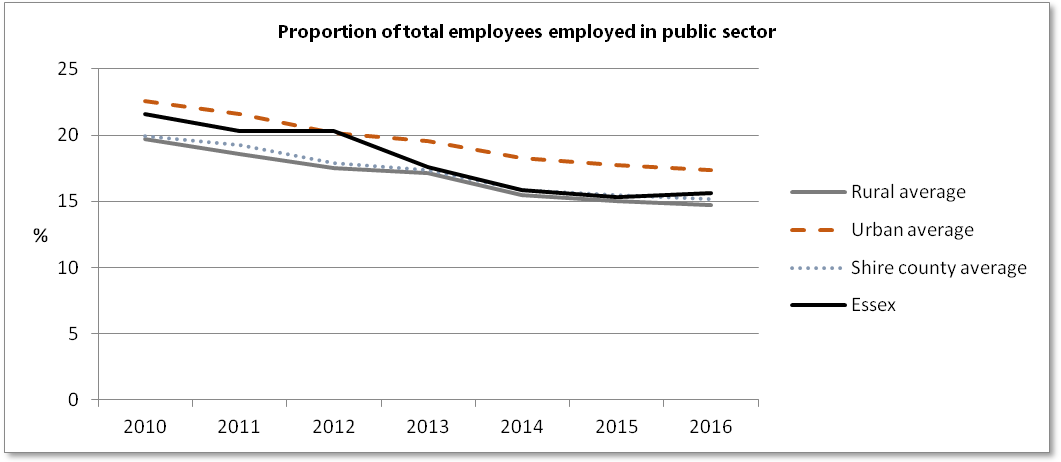 Proportion of total employees employed in public sector
25
20
15
10
5
0
%
2010 2011 2012 2013 2014 2015 2016
Rural average
Urban average
Shire county average
Essex